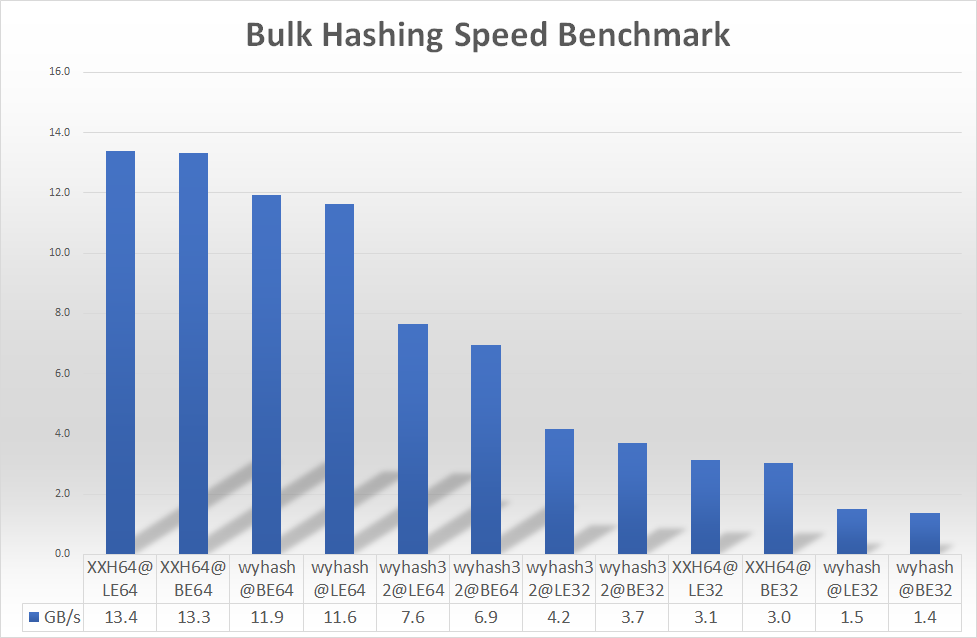 Bulk Hashing Speed Benchmark
16.0
14.0
12.0
10.0
8.0
6.0
4.0
2.0
0.0
XXH64@ XXH64@ wyhash wyhash wyhash3 wyhash3 wyhash3 wyhash3 XXH64@ XXH64@ wyhash wyhash
LE64 BE64 @BE64 @LE64 2@LE64 2@BE64 2@LE32 2@BE32 LE32 BE32 @LE32 @BE32
GB/s 13.4 13.3 11.9 11.6 7.6 6.9 4.2 3.7 3.1 3.0 1.5 1.4